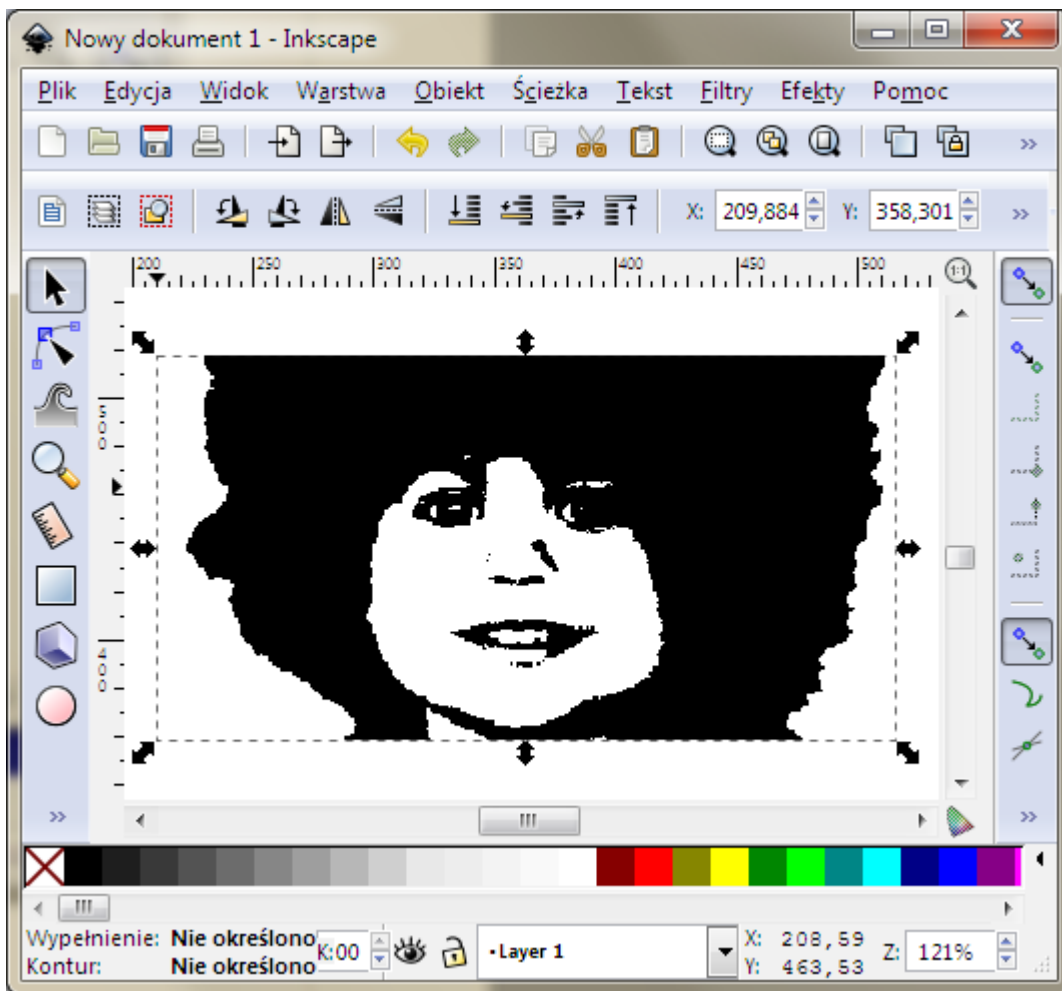 Nowy dokument 1 - Inkscape
Plik Edycja Widok Warstwa Obiekt Ścieżka Tekst Filtry Efekty Pomoc
X: 209,884 Y: 358,301
200 250 300 350 400 450 500
1:1
500
400
Wypełnienie: Nie określono K:00 •Layer 1 X: 208,59 Z: 121%
Kontur: Nie określono Y: 463,53